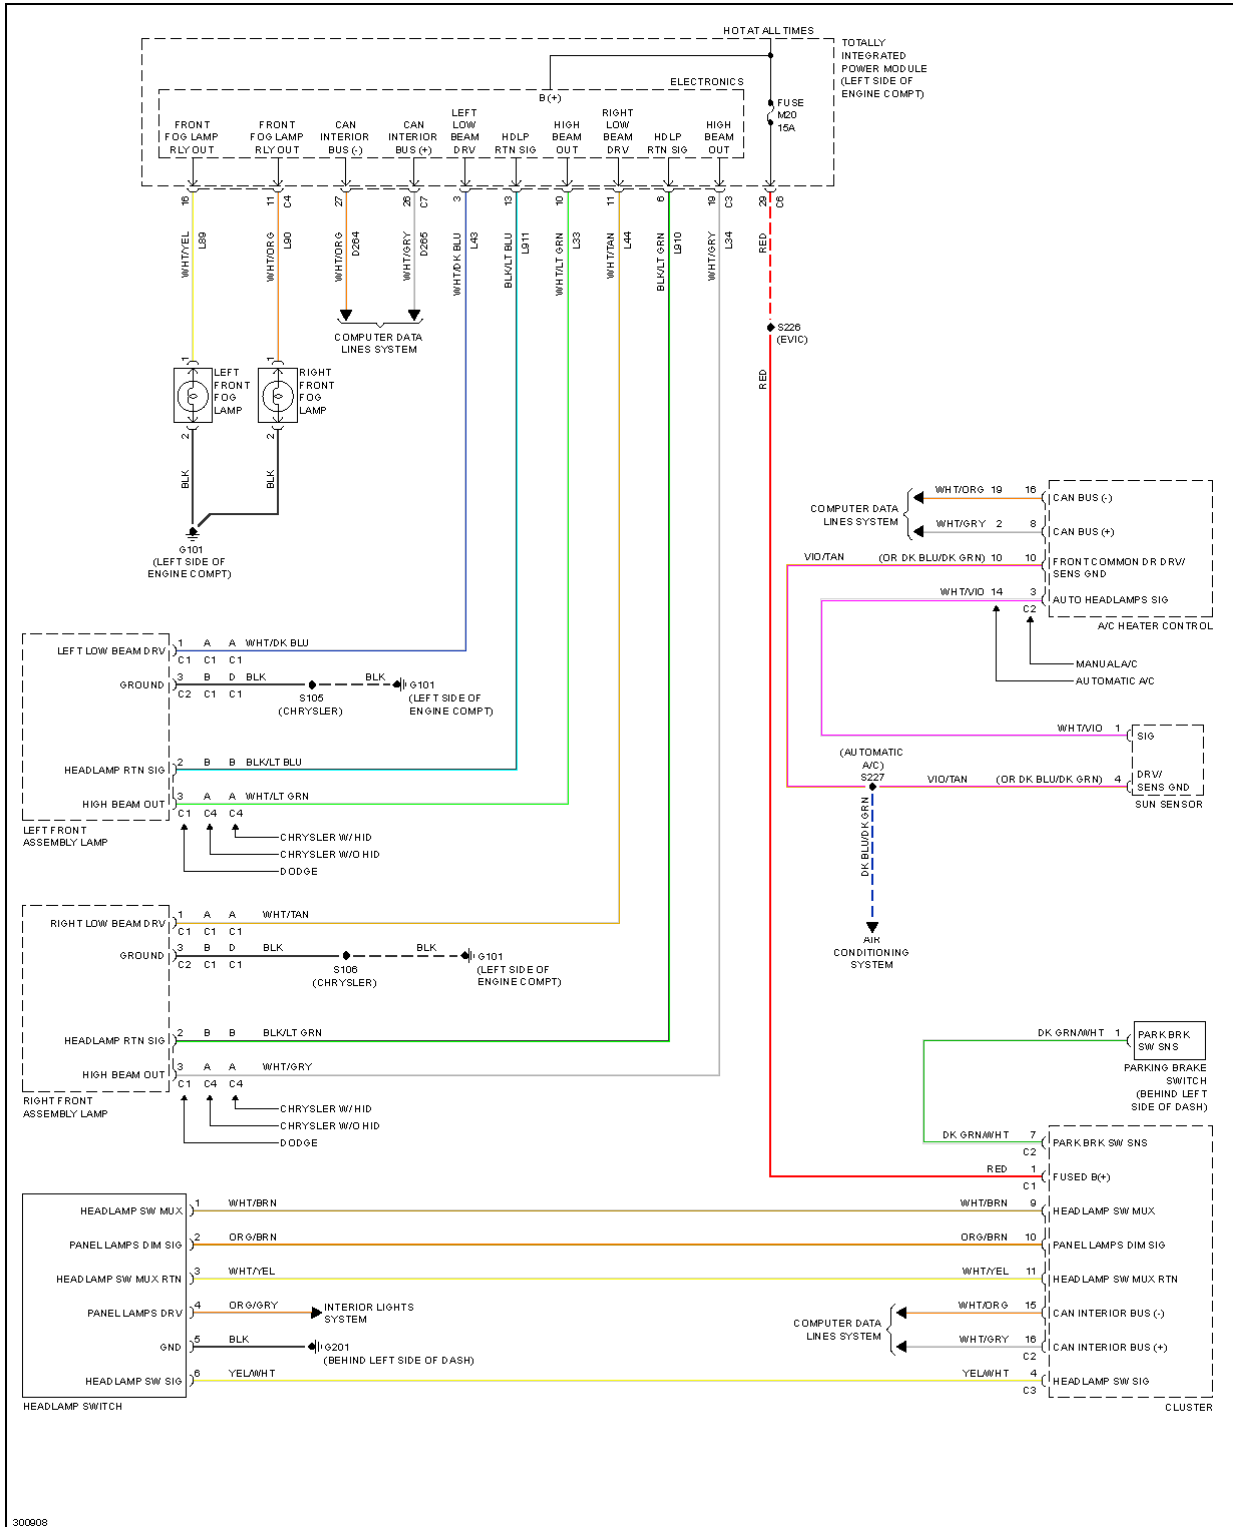 HOT AT ALL TIMES
TOTALLY
INTEGRATED
POWER MODULE
(LEFT SIDE OF
ENGINE COMPT)
ELECTRONICS
B(+)
FUSE
M20
15A
FRONT
FOG LAMP
RLY OUT
FRONT
FOG LAMP
RLY OUT
CAN
INTERIOR
BUS (-)
CAN
INTERIOR
BUS (+)
LEFT
LOW
BEAM
DRV
HDLP
RTN SIG
HIGH
BEAM
OUT
RIGHT
LOW
BEAM
DRV
HDLP
RTN SIG
HIGH
BEAM
OUT
16
11
C4
27
26
C7
3
13
10
11
6
19
C3
29
C6
WHT/YEL
L89
WHT/ORG
L90
WHT/ORG
D264
WHT/GRY
D265
WHT/DK BLU
L43
BLK/LT BLU
L911
WHT/LT GRN
L33
WHT/TAN
L44
BLK/LT GRN
L910
WHT/GRY
L34
RED
COMPUTER DATA
LINES SYSTEM
S226
(EVIC)
RED
1
LEFT
FRONT
FOG
LAMP
2
1
RIGHT
FRONT
FOG
LAMP
2
BLK
BLK
G101
(LEFT SIDE OF
ENGINE COMPT)
COMPUTER DATA
LINES SYSTEM
WHT/ORG 19 16 CAN BUS (-)
WHT/GRY 2 8 CAN BUS (+)
VIO/TAN (OR DK BLU/DK GRN) 10 10 FRONT COMMON DR DRV/
SENS GND
WHT/VIO 14 3 AUTO HEADLAMPS SIG
C2
A/C HEATER CONTROL
MANUAL A/C
AUTOMATIC A/C
WHT/VIO 1 SIG
(AUTOMATIC
A/C)
S227
VIO/TAN (OR DK BLU/DK GRN) 4 DRV/
SENS GND
SUN SENSOR
DK BLU/DK GRN
AIR
CONDITIONING
SYSTEM
LEFT LOW BEAM DRV 1 A A WHT/DK BLU
C1 C1 C1
GROUND 3 B D BLK BLK G101
C2 C1 C1
S105
(CHRYSLER)
(LEFT SIDE OF
ENGINE COMPT)
HEADLAMP RTN SIG 2 B B BLK/LT BLU
HIGH BEAM OUT 3 A A WHT/LT GRN
C1 C4 C4
LEFT FRONT
ASSEMBLY LAMP
CHRYSLER W/ HID
CHRYSLER W/O HID
DODGE
RIGHT LOW BEAM DRV 1 A A WHT/TAN
C1 C1 C1
GROUND 3 B D BLK BLK G101
C2 C1 C1
S106
(CHRYSLER)
(LEFT SIDE OF
ENGINE COMPT)
HEADLAMP RTN SIG 2 B B BLK/LT GRN
HIGH BEAM OUT 3 A A WHT/GRY
C1 C4 C4
RIGHT FRONT
ASSEMBLY LAMP
CHRYSLER W/ HID
CHRYSLER W/O HID
DODGE
DK GRN/WHT 1 PARK BRK
SW SNS
PARKING BRAKE
SWITCH
(BEHIND LEFT
SIDE OF DASH)
DK GRN/WHT 7 PARK BRK SW SNS
C2
RED 1 FUSED B(+)
C1
HEADLAMP SW MUX 1 WHT/BRN WHT/BRN 9 HEADLAMP SW MUX
PANEL LAMPS DIM SIG 2 ORG/BRN ORG/BRN 10 PANEL LAMPS DIM SIG
HEADLAMP SW MUX RTN 3 WHT/YEL WHT/YEL 11 HEADLAMP SW MUX RTN
PANEL LAMPS DRV 4 ORG/GRY INTERIOR LIGHTS
SYSTEM
COMPUTER DATA
LINES SYSTEM
WHT/ORG 15 CAN INTERIOR BUS (-)
GND 5 BLK G201
(BEHIND LEFT SIDE OF DASH)
WHT/GRY 16 CAN INTERIOR BUS (+)
C2
HEADLAMP SW SIG 6 YEL/WHT YEL/WHT 4 HEADLAMP SW SIG
C3
HEADLAMP SWITCH
CLUSTER
300908